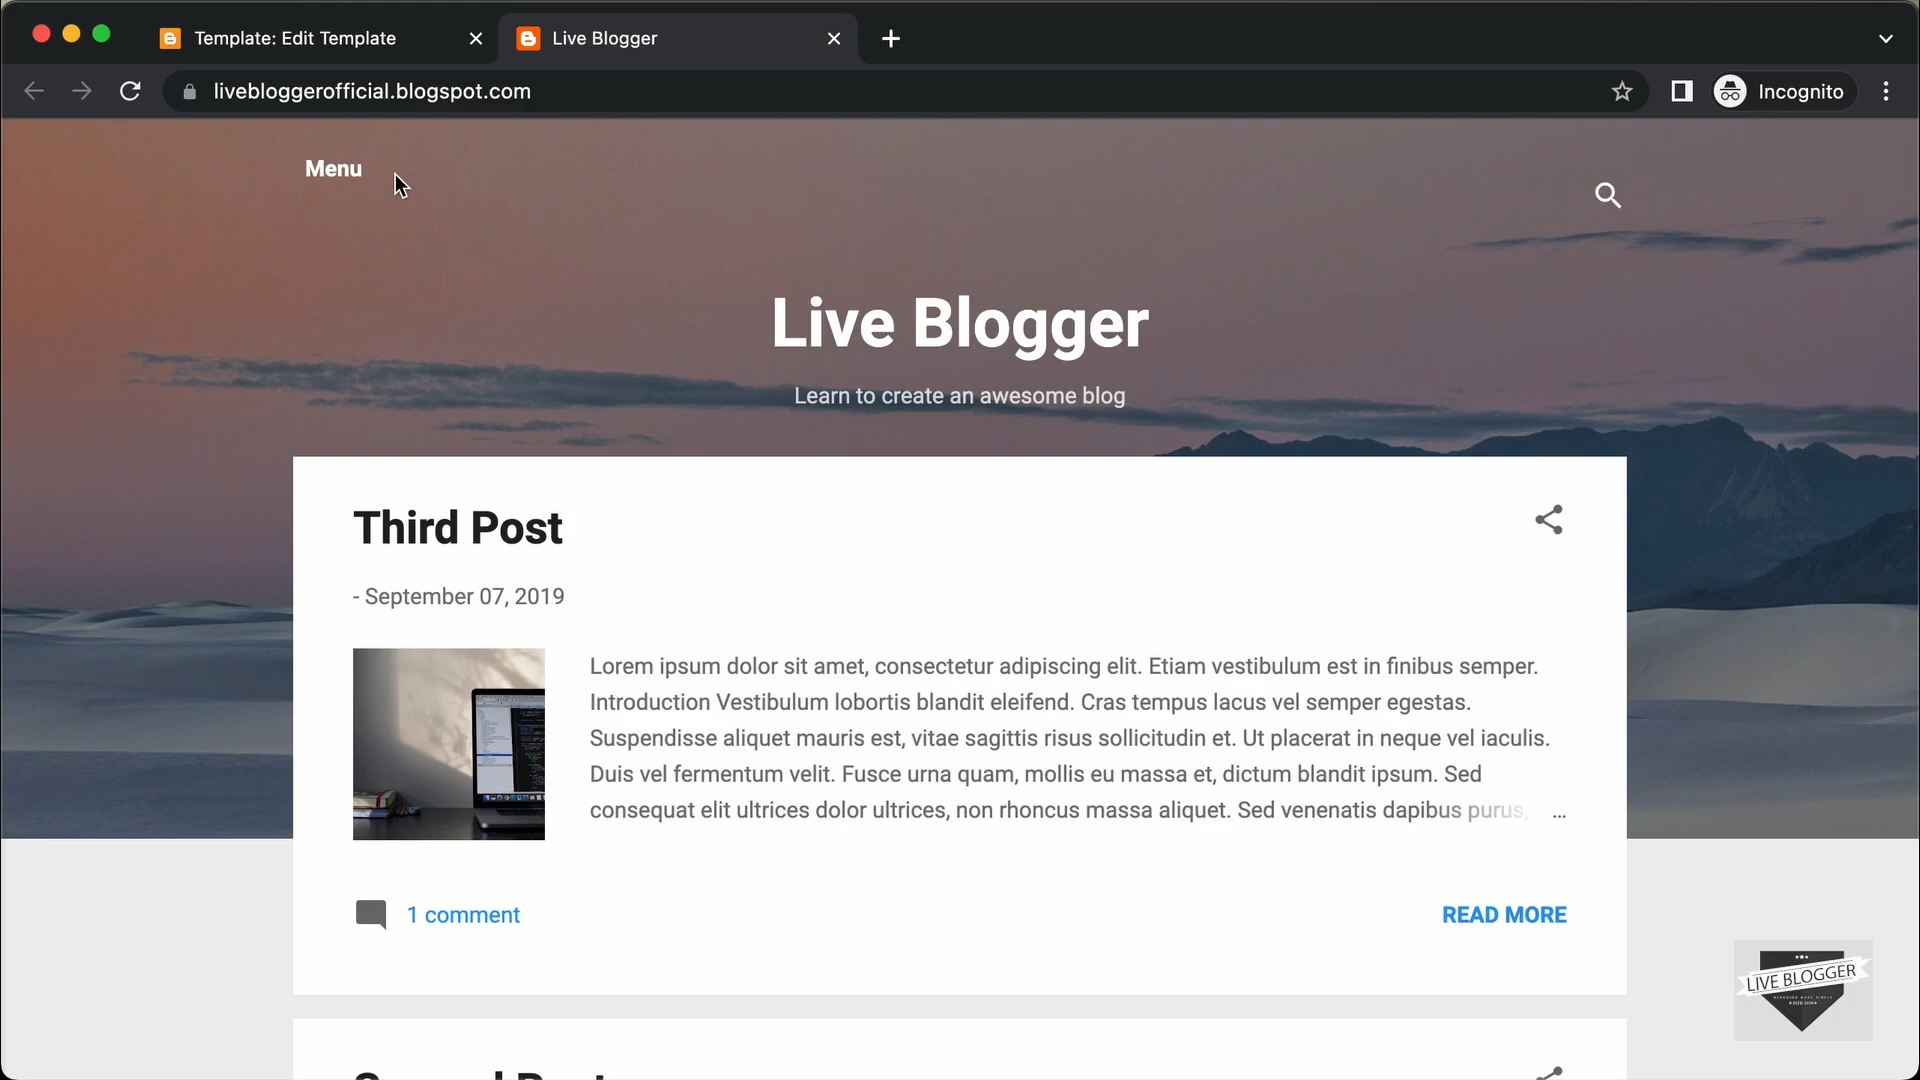 Template: Edit Template
Live Blogger
livebloggerofficial.blogspot.com
Incognito
Menu
Live Blogger
Learn to create an awesome blog
Third Post
- September 07, 2019
Lorem ipsum dolor sit amet, consectetur adipiscing elit. Etiam vestibulum est in finibus semper.
Introduction Vestibulum lobortis blandit eleifend. Cras tempus lacus vel semper egestas.
Suspendisse aliquet mauris est, vitae sagittis risus sollicitudin et. Ut placerat in neque vel iaculis.
Duis vel fermentum velit. Fusce urna quam, mollis eu massa et, dictum blandit ipsum. Sed
consequat elit ultrices dolor ultrices, non rhoncus massa aliquet. Sed venenatis dapibus purus, ...
1 comment
READ MORE
LIVE BLOGGER